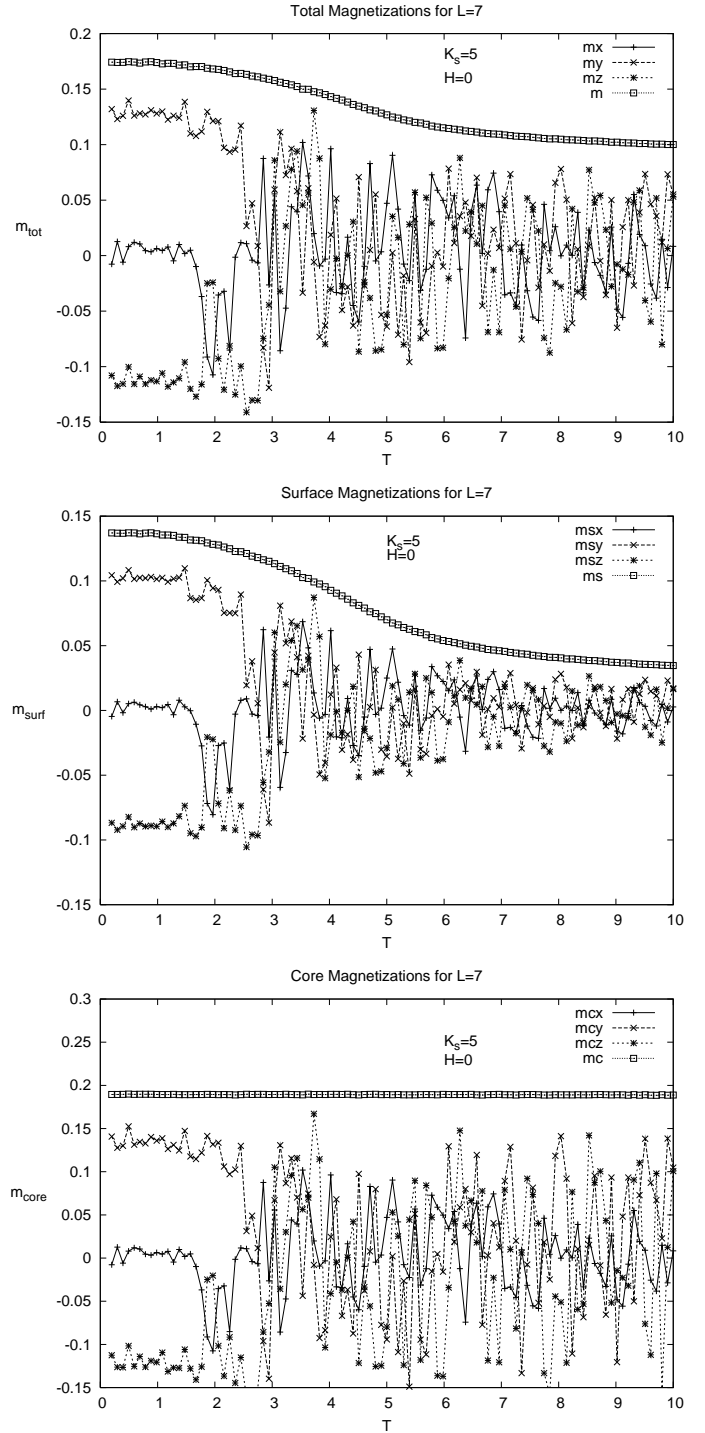 Total Magnetizations for L=7
0.2
0.15
0.1
0.05
0
-0.05
-0.1
-0.15
m_tot
K_s=5
H=0
mx
my
mz
m
0 1 2 3 4 5 6 7 8 9 10
T
Surface Magnetizations for L=7
0.15
0.1
0.05
0
-0.05
-0.1
-0.15
m_surf
K_s=5
H=0
msx
msy
msz
ms
0 1 2 3 4 5 6 7 8 9 10
T
Core Magnetizations for L=7
0.3
0.25
0.2
0.15
0.1
0.05
0
-0.05
-0.1
-0.15
m_core
K_s=5
H=0
mcx
mcy
mcz
mc
0 1 2 3 4 5 6 7 8 9 10
T